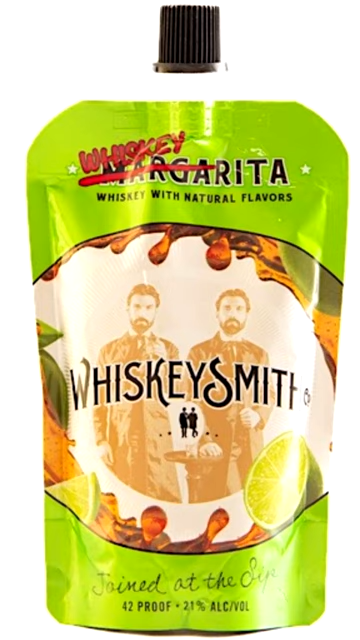 WHISKEY
MARGARITA
WHISKEY WITH NATURAL FLAVORS
WHISKEYSMITH
Joined at the Sip
42 PROOF • 21% ALC/VOL